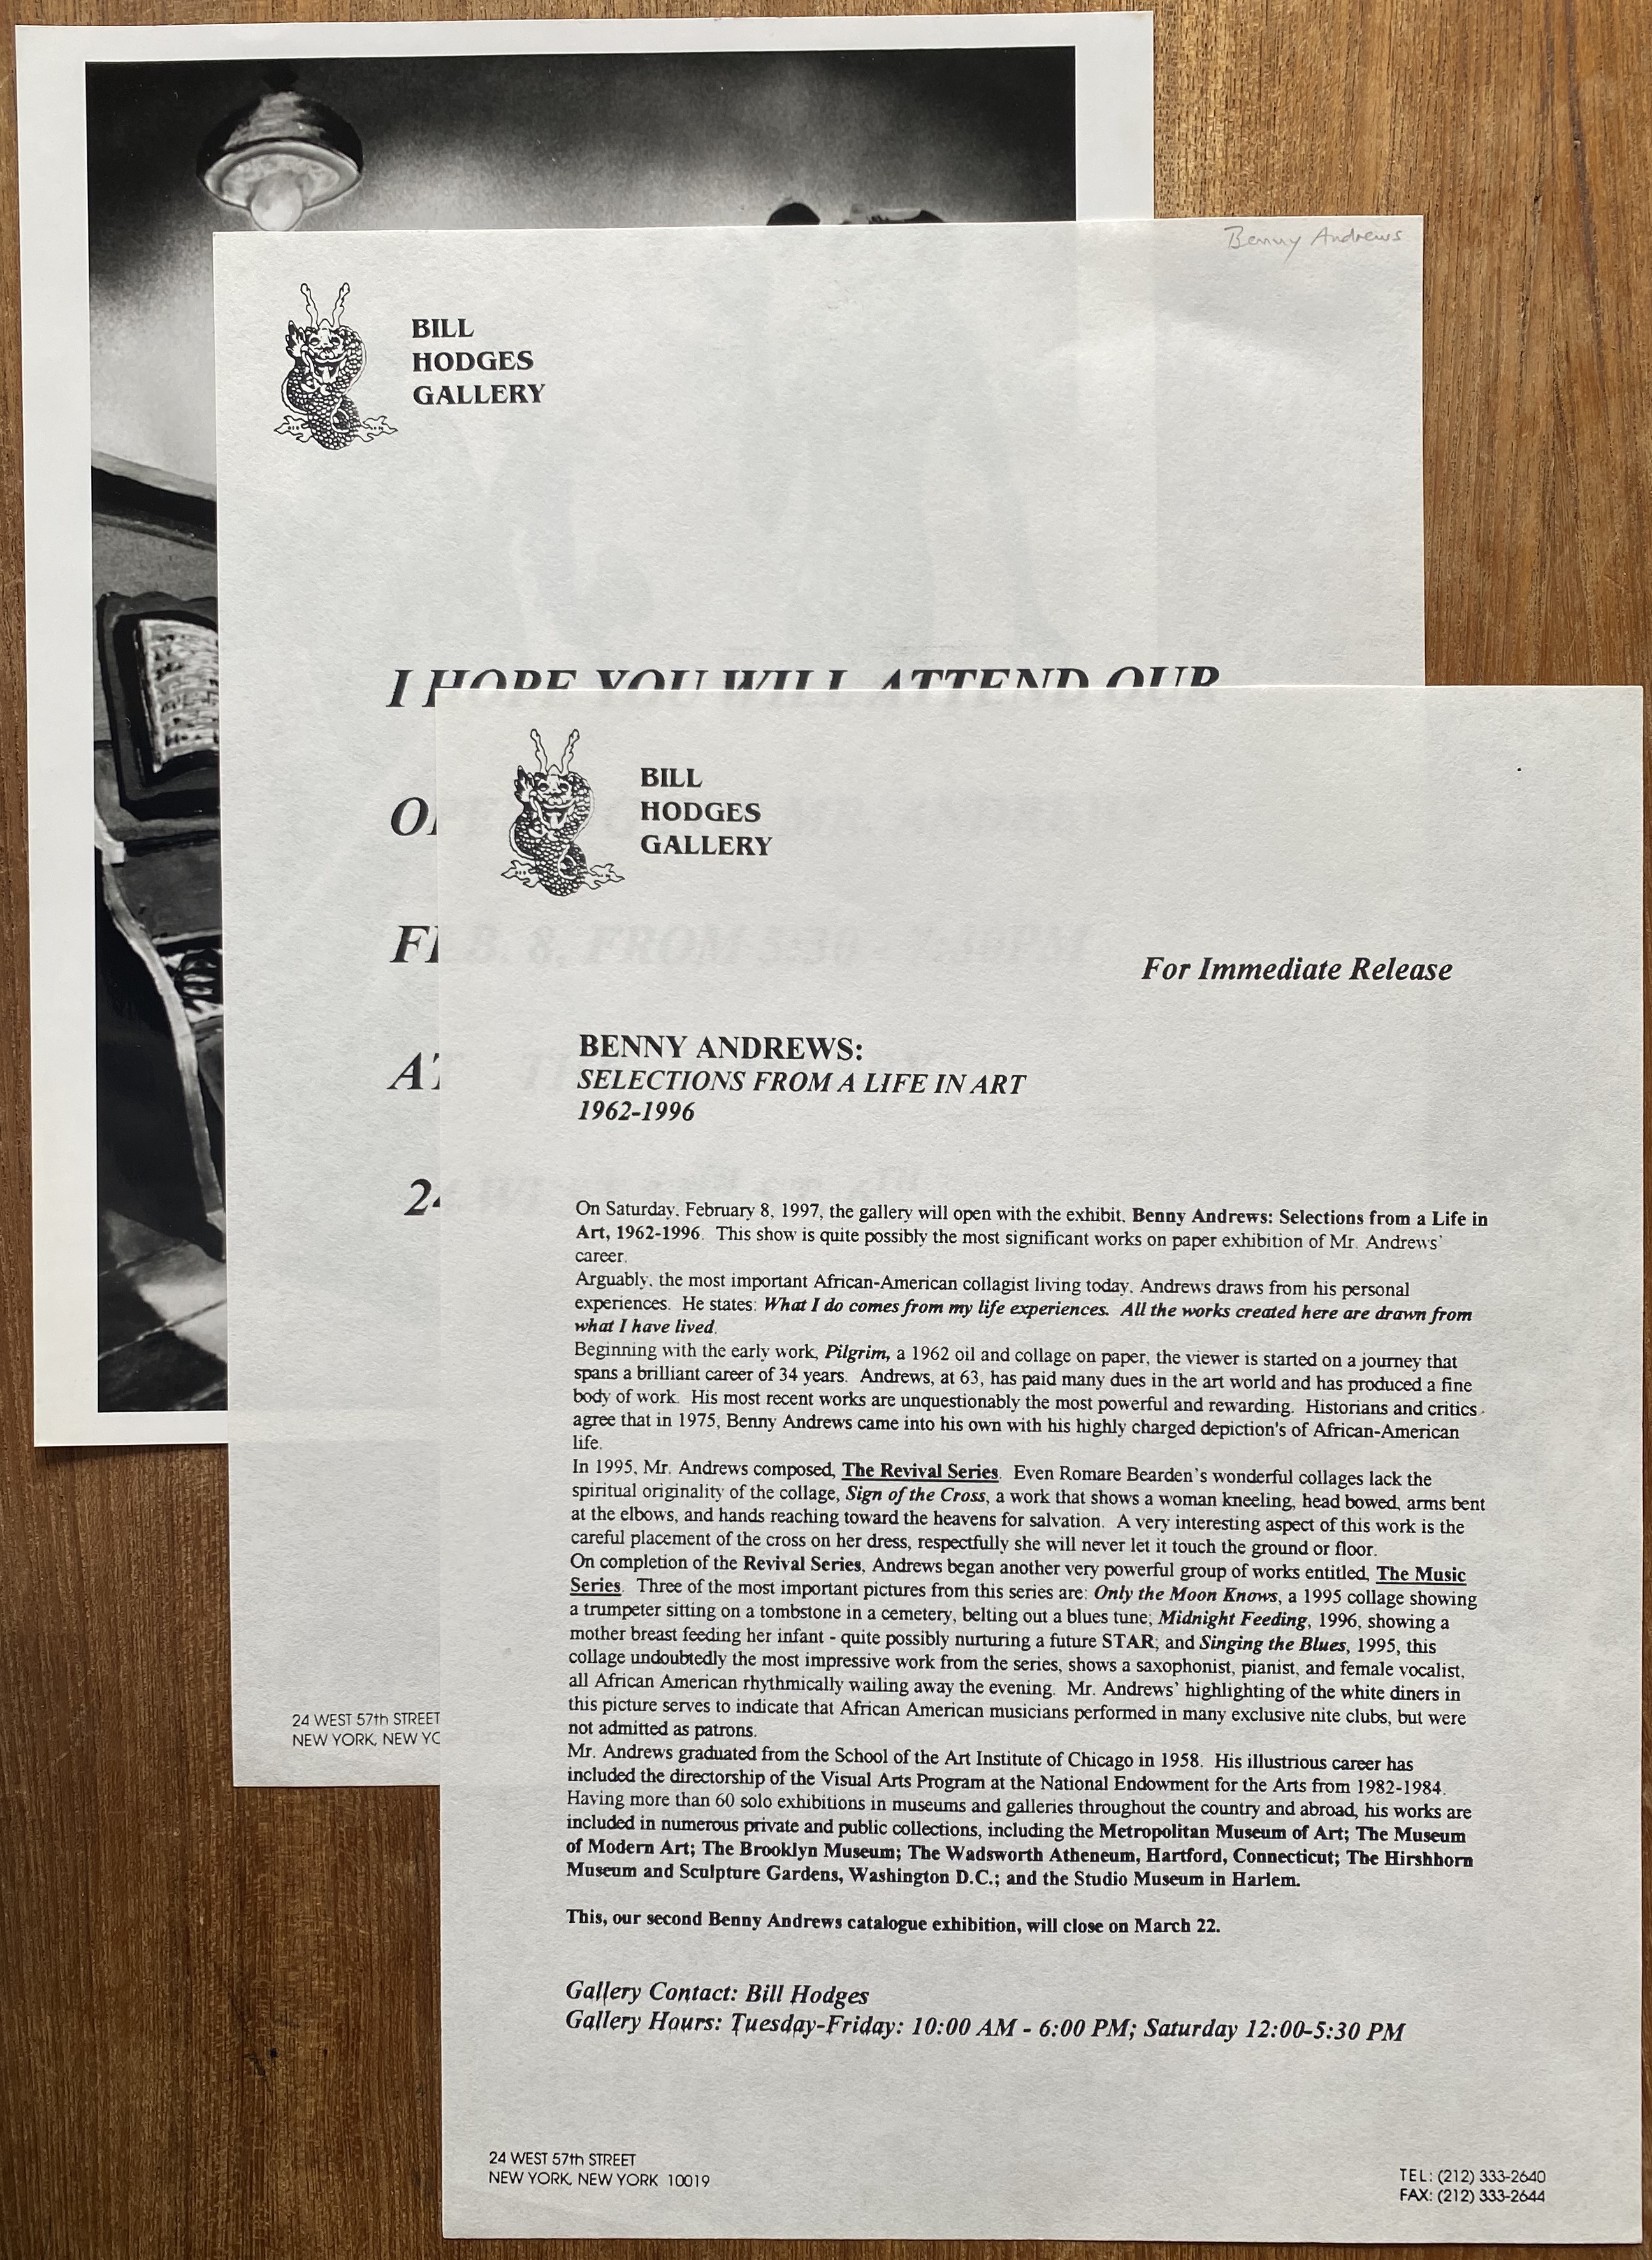 Benny Andrews
BILL
HODGES
GALLERY
I HOPE YOU WILL ATTEND OUR
B. 8, FROM
24
24 WEST 57th STREET
NEW YORK, NEW YO
BILL
HODGES
GALLERY
For Immediate Release
BENNY ANDREWS:
SELECTIONS FROM A LIFE IN ART
1962-1996
On Saturday, February 8, 1997, the gallery will open with the exhibit, Benny Andrews: Selections from a Life in
Art, 1962-1996. This show is quite possibly the most significant works on paper exhibition of Mr. Andrews'
career.
Arguably, the most important African-American collagist living today, Andrews draws from his personal
experiences. He states: What I do comes from my life experiences. All the works created here are drawn from
what I have lived.
Beginning with the early work, Pilgrim, a 1962 oil and collage on paper, the viewer is started on a journey that
spans a brilliant career of 34 years. Andrews, at 63, has paid many dues in the art world and has produced a fine
body of work. His most recent works are unquestionably the most powerful and rewarding. Historians and critics
agree that in 1975, Benny Andrews came into his own with his highly charged depiction's of African-American
life.
In 1995, Mr. Andrews composed, The Revival Series. Even Romare Bearden's wonderful collages lack the
spiritual originality of the collage, Sign of the Cross, a work that shows a woman kneeling, head bowed, arms bent
at the elbows, and hands reaching toward the heavens for salvation. A very interesting aspect of this work is the
careful placement of the cross on her dress, respectfully she will never let it touch the ground or floor.
On completion of the Revival Series, Andrews began another very powerful group of works entitled, The Music
Series. Three of the most important pictures from this series are: Only the Moon Knows, a 1995 collage showing
a trumpeter sitting on a tombstone in a cemetery, belting out a blues tune; Midnight Feeding, 1996, showing a
mother breast feeding her infant - quite possibly nurturing a future STAR; and Singing the Blues, 1995, this
collage undoubtedly the most impressive work from the series, shows a saxophonist, pianist, and female vocalist,
all African American rhythmically wailing away the evening. Mr. Andrews' highlighting of the white diners in
this picture serves to indicate that African American musicians performed in many exclusive nite clubs, but were
not admitted as patrons.
Mr. Andrews graduated from the School of the Art Institute of Chicago in 1958. His illustrious career has
included the directorship of the Visual Arts Program at the National Endowment for the Arts from 1982-1984.
Having more than 60 solo exhibitions in museums and galleries throughout the country and abroad, his works are
included in numerous private and public collections, including the Metropolitan Museum of Art; The Museum
of Modern Art; The Brooklyn Museum; The Wadsworth Atheneum, Hartford, Connecticut; The Hirshhorn
Museum and Sculpture Gardens, Washington D.C.; and the Studio Museum in Harlem.
This, our second Benny Andrews catalogue exhibition, will close on March 22.
Gallery Contact: Bill Hodges
Gallery Hours: Tuesday-Friday: 10:00 AM - 6:00 PM; Saturday 12:00-5:30 PM
24 WEST 57th STREET
NEW YORK, NEW YORK 10019
TEL: (212) 333-2640
FAX: (212) 333-2644